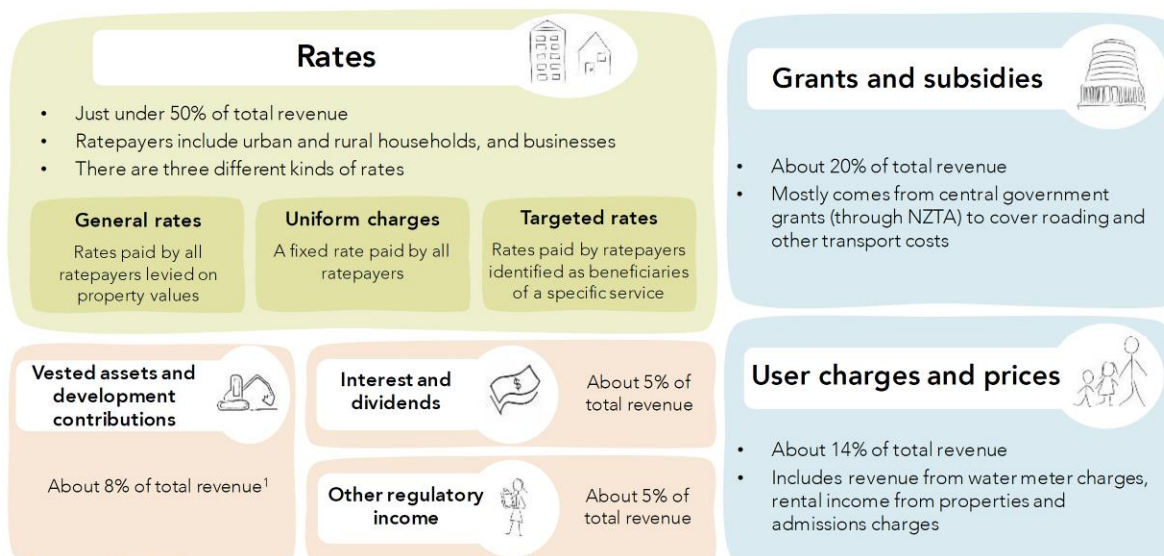 Rates
• Just under 50% of total revenue
• Ratepayers include urban and rural households, and businesses
• There are three different kinds of rates
General rates
Rates paid by all
ratepayers levied on
property values
Uniform charges
A fixed rate paid by all
ratepayers
Targeted rates
Rates paid by ratepayers
identified as beneficiaries
of a specific service
Grants and subsidies
• About 20% of total revenue
• Mostly comes from central government
grants (through NZTA) to cover roading and
other transport costs
Vested assets and
development
contributions
About 8% of total revenue¹
Interest and
dividends
$
About 5% of
total revenue
Other regulatory
income
About 5% of
total revenue
User charges and prices
• About 14% of total revenue
• Includes revenue from water meter charges,
rental income from properties and
admissions charges